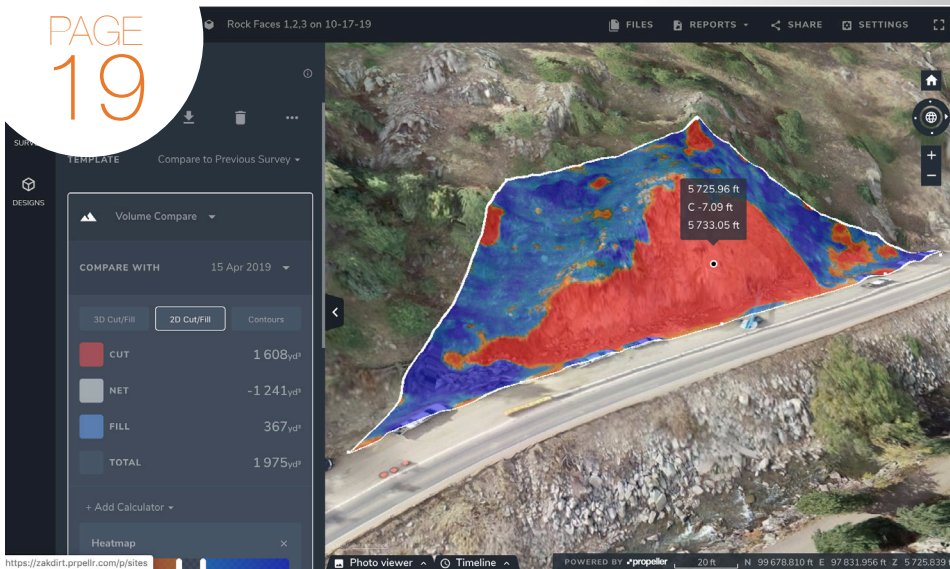 PAGE
19
Rock Faces 1,2,3 on 10-17-19
FILES
REPORTS
SHARE
SETTINGS
TEMPLATE
Compare to Previous Survey
DESIGNS
Volume Compare
COMPARE WITH
15 Apr 2019
3D Cut/Fill
2D Cut/Fill
Contours
CUT
1 608yd³
NET
-1 241yd³
FILL
367yd³
TOTAL
1 975yd³
+ Add Calculator
Heatmap
5 725.96 ft
C -7.09 ft
5 733.05 ft
https://zakdirt.prpellr.com/p/sites
Photo viewer
Timeline
POWERED BY propeller
20 ft
N 99 678.810 ft E 97 831.956 ft Z 5 725.839